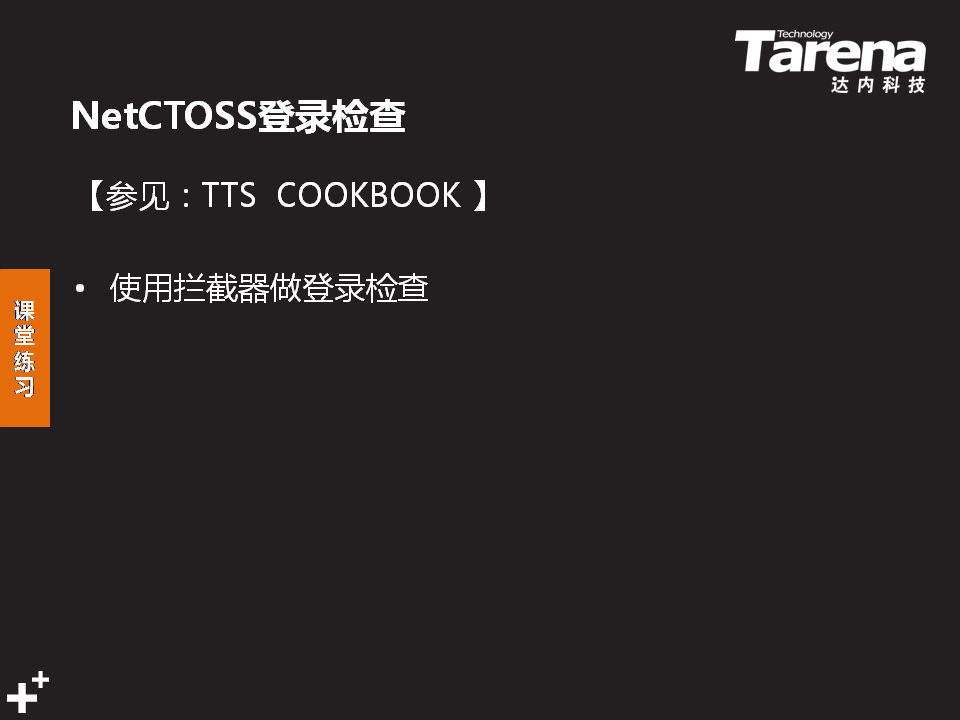 Technology
Tarena
达内科技
NetCTOSS登录检查
【参见：TTS COOKBOOK 】
• 使用拦截器做登录检查
课
堂
练
习